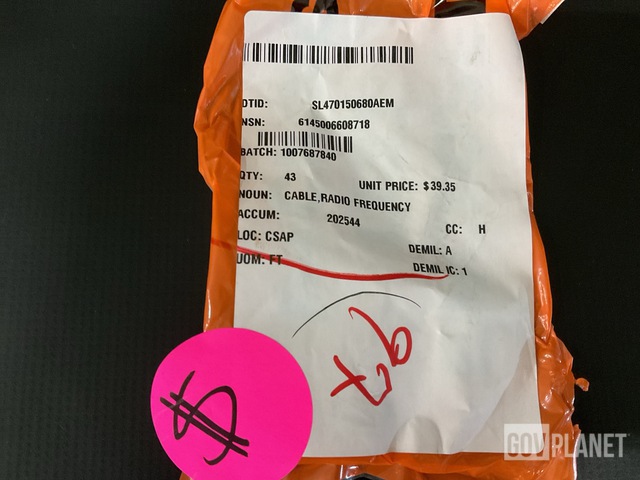 DTID: SL470150680AEM
NSN: 6145006608718
BATCH: 1007687840
QTY: 43 UNIT PRICE: $39.35
NOUN: CABLE,RADIO FREQUENCY
ACCUM: 202544
CC: H
LOC: CSAP DEMIL: A
UOM: FT DEMIL IC: 1
$
GOVPLANET